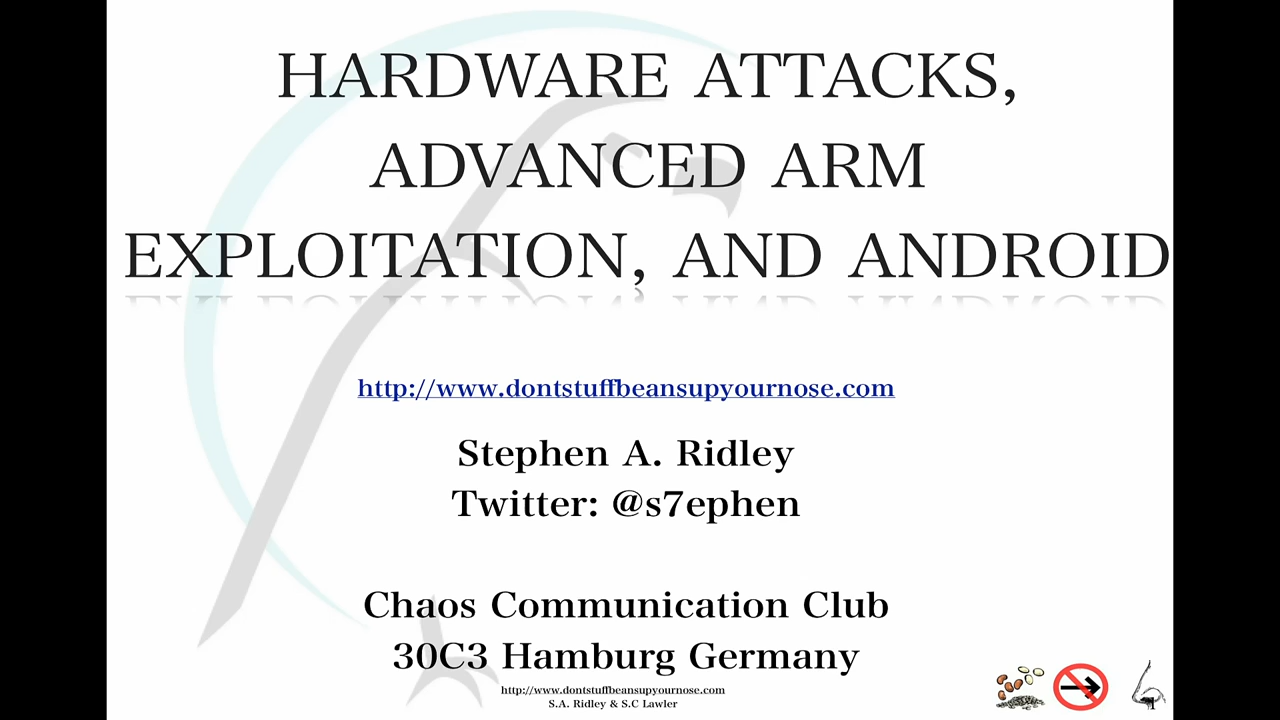 HARDWARE ATTACKS,
ADVANCED ARM
EXPLOITATION, AND ANDROID
http://www.dontstuffbeansupyournose.com
Stephen A. Ridley
Twitter: @s7ephen
Chaos Communication Club
30C3 Hamburg Germany
http://www.dontstuffbeansupyournose.com
S.A. Ridley & S.C Lawler